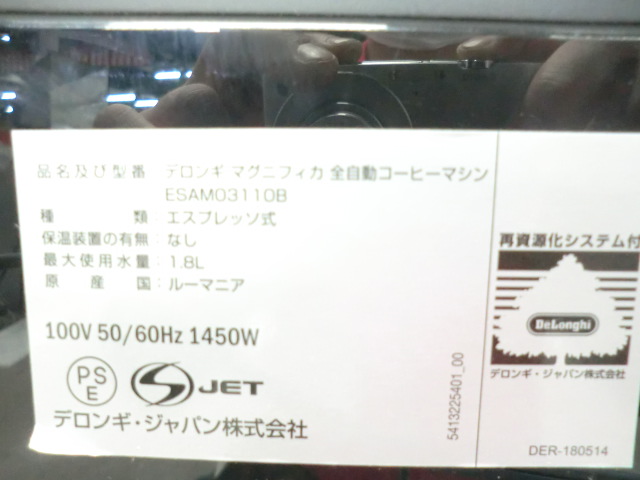 品名及び型番：デロンギ マグニフィカ 全自動コーヒーマシン
ESAM03110B
種類：エスプレッソ式
保温装置の有無：なし
最大使用水量：1.8L
原産国：ルーマニア
100V 50/60Hz 1450W
PS
E
JET
デロンギ・ジャパン株式会社
5413225401_00
再資源化システム付
DeLonghi
デロンギ・ジャパン株式会社
DER-180514